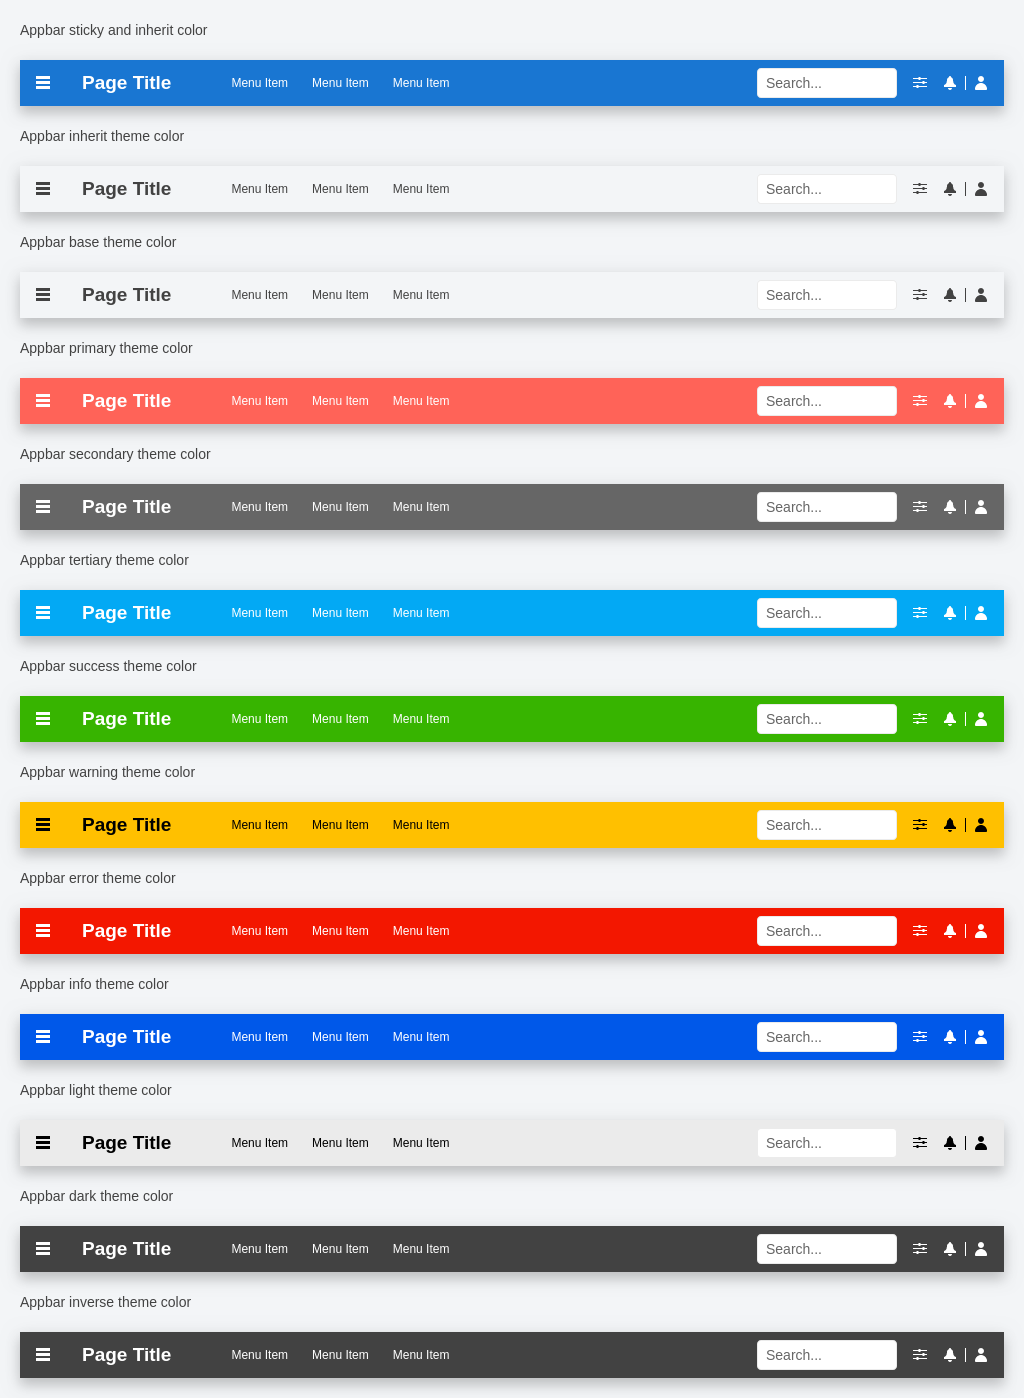 Appbar sticky and inherit color
Page Title Menu Item Menu Item Menu Item Search...
Appbar inherit theme color
Page Title Menu Item Menu Item Menu Item Search...
Appbar base theme color
Page Title Menu Item Menu Item Menu Item Search...
Appbar primary theme color
Page Title Menu Item Menu Item Menu Item Search...
Appbar secondary theme color
Page Title Menu Item Menu Item Menu Item Search...
Appbar tertiary theme color
Page Title Menu Item Menu Item Menu Item Search...
Appbar success theme color
Page Title Menu Item Menu Item Menu Item Search...
Appbar warning theme color
Page Title Menu Item Menu Item Menu Item Search...
Appbar error theme color
Page Title Menu Item Menu Item Menu Item Search...
Appbar info theme color
Page Title Menu Item Menu Item Menu Item Search...
Appbar light theme color
Page Title Menu Item Menu Item Menu Item Search...
Appbar dark theme color
Page Title Menu Item Menu Item Menu Item Search...
Appbar inverse theme color
Page Title Menu Item Menu Item Menu Item Search...